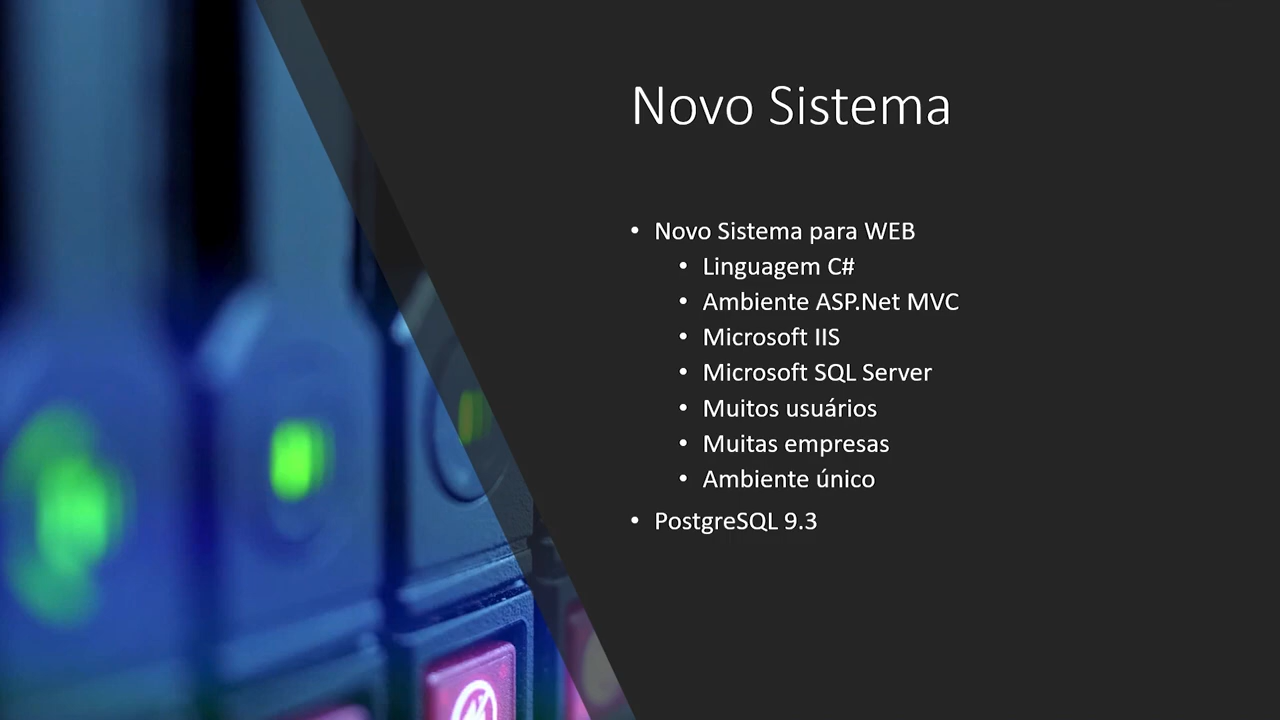 Novo Sistema
• Novo Sistema para WEB
• Linguagem C#
• Ambiente ASP.Net MVC
• Microsoft IIS
• Microsoft SQL Server
• Muitos usuários
• Muitas empresas
• Ambiente único
• PostgreSQL 9.3